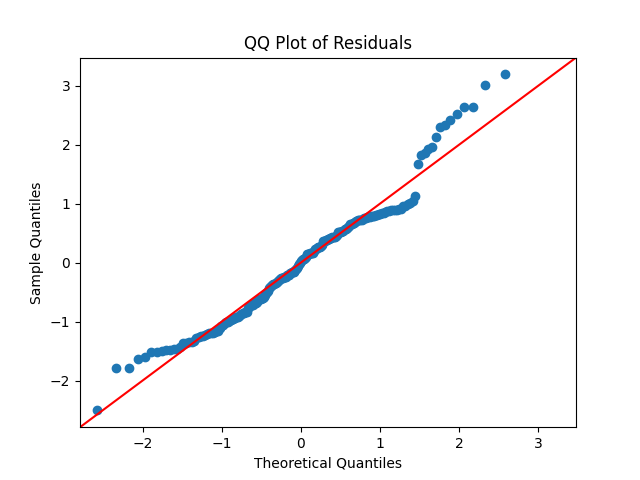 QQ Plot of Residuals
3
2
1
0
−1
−2
Sample Quantiles
−2 −1 0 1 2 3
Theoretical Quantiles